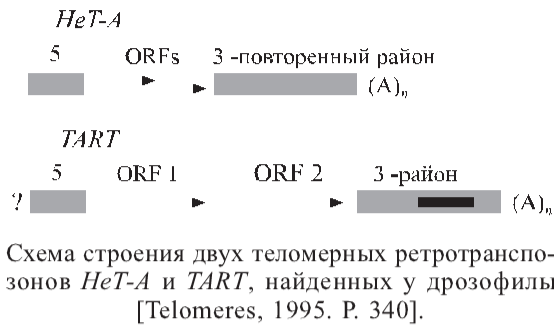 HeT-A
5 ORFs 3 -повторенный район
(A)n
TART
5 ORF 1 ORF 2 3 -район
? (A)n
Схема строения двух теломерных ретротранспо-
зонов HeT-A и TART, найденных у дрозофилы
[Telomeres, 1995. P. 340].